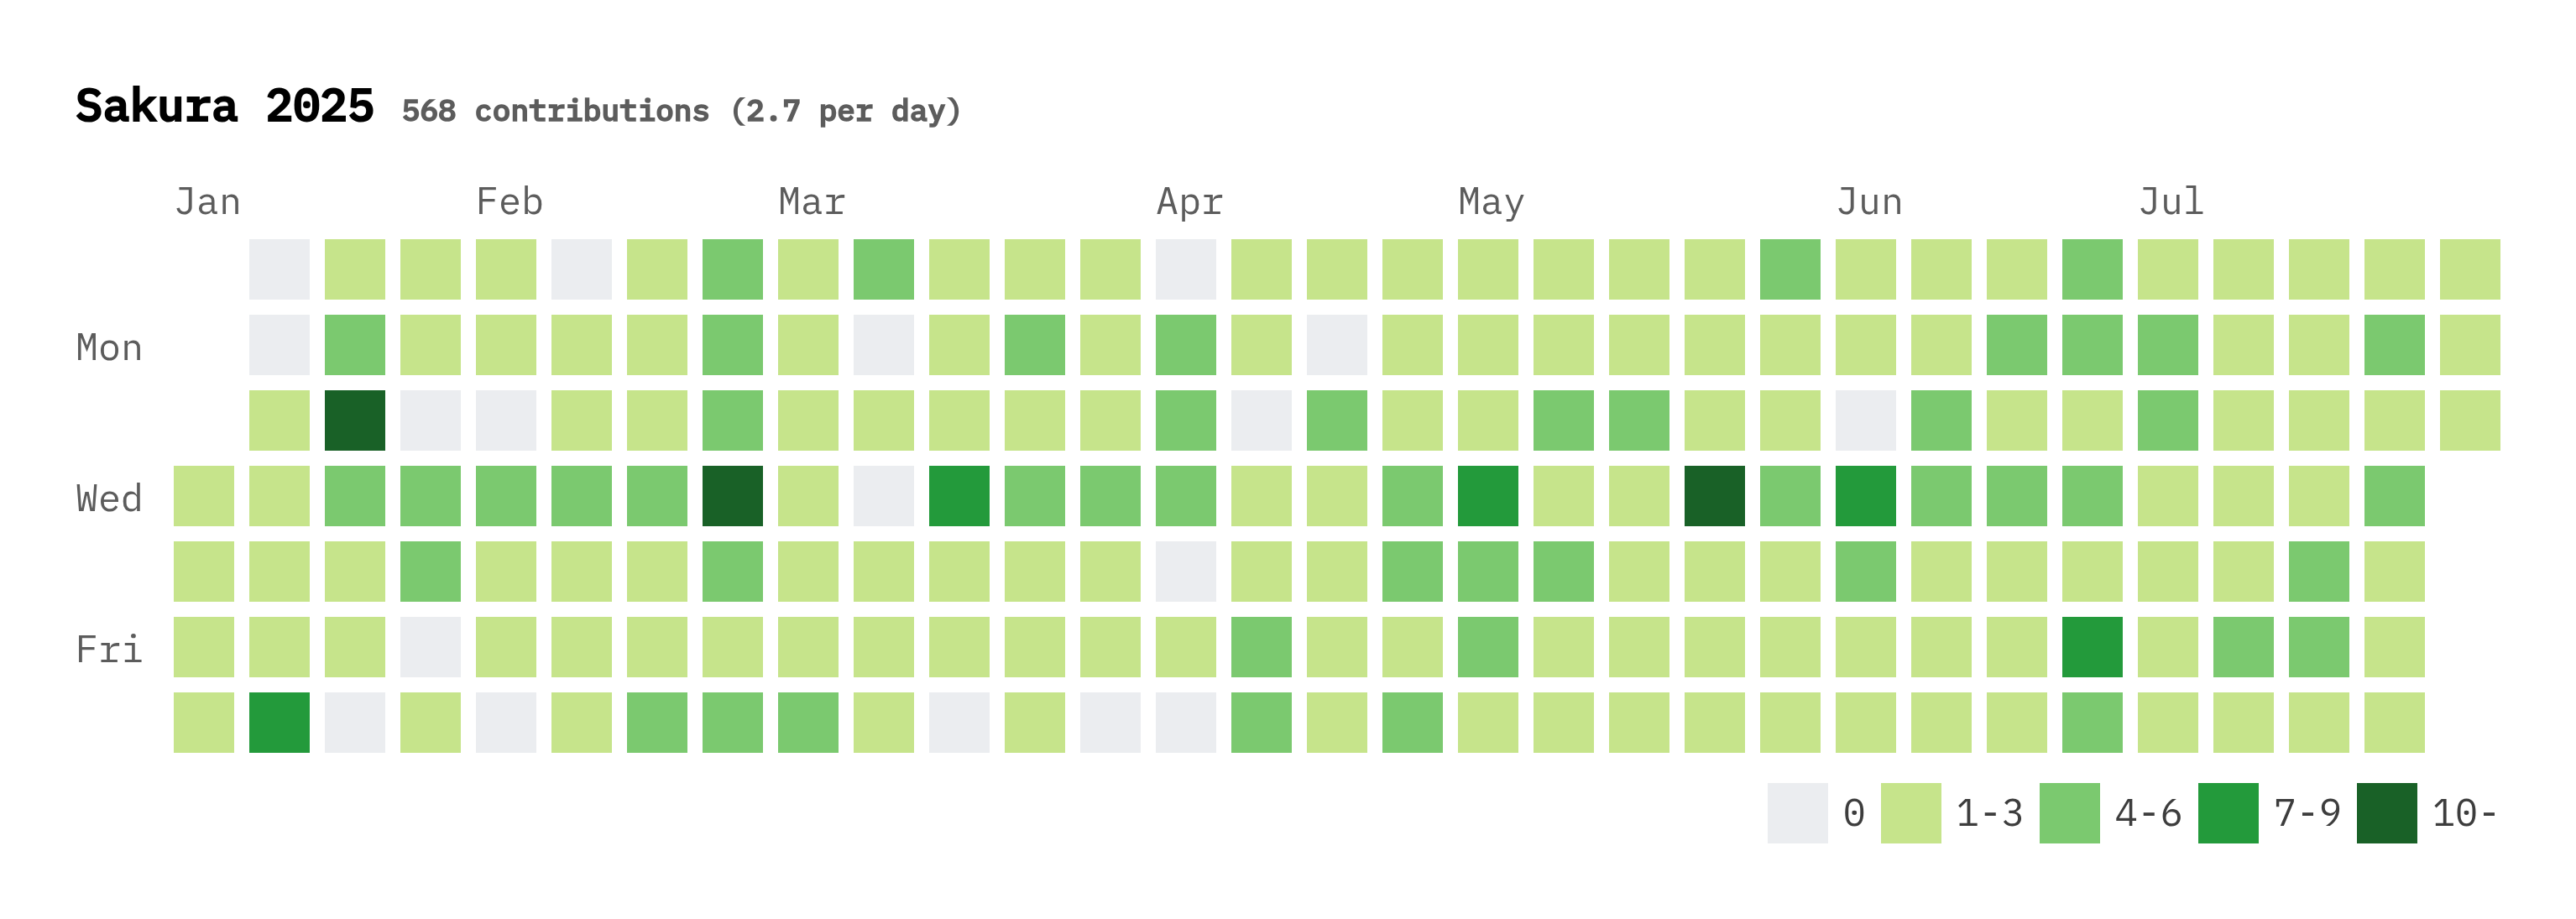 Sakura 2025 568 contributions (2.7 per day)
Jan Feb Mar Apr May Jun Jul
Mon
Wed
Fri
0 1-3 4-6 7-9 10-